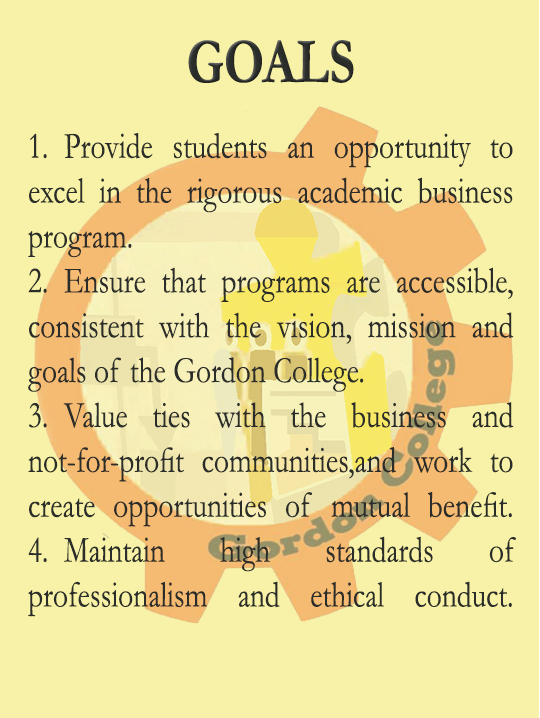 GOALS
1. Provide students an opportunity to
excel in the rigorous academic business
program.
2. Ensure that programs are accessible,
consistent with the vision, mission and
goals of the Gordon College.
3. Value ties with the business and
not-for-profit communities,and work to
create opportunities of mutual benefit.
4. Maintain high standards of
professionalism and ethical conduct.
Gordon College